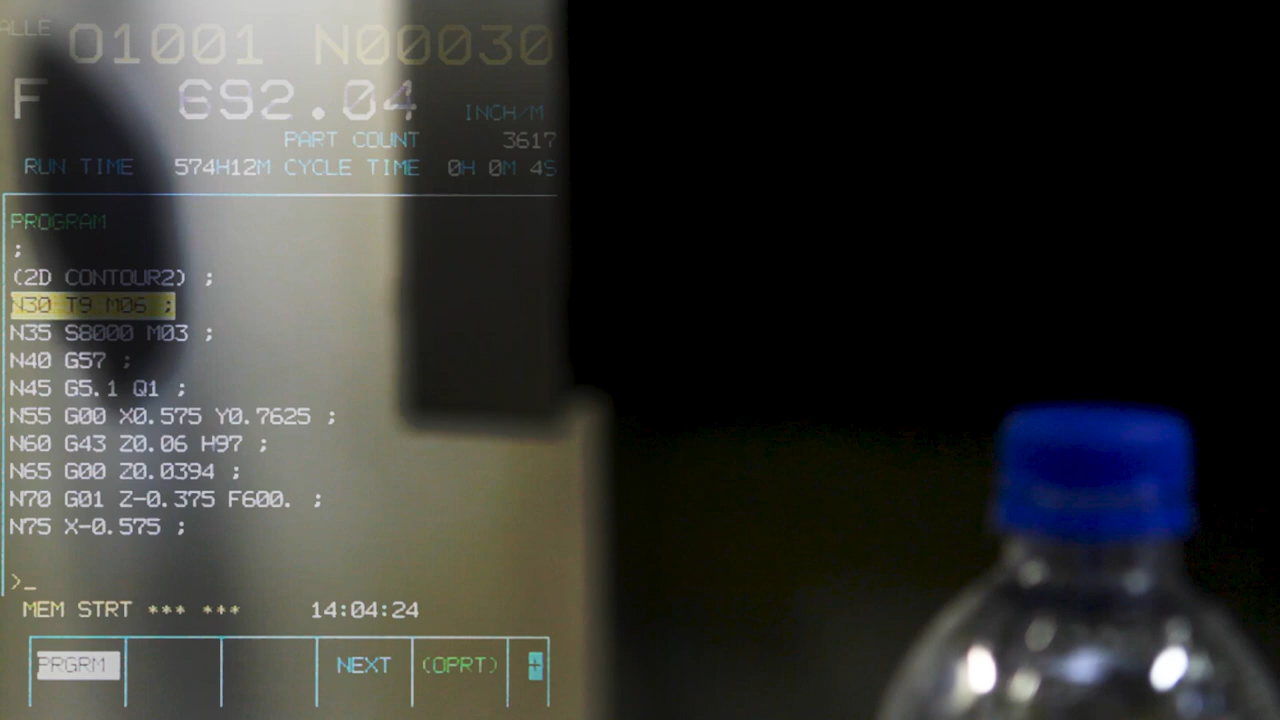 O1001 N00030
F 692.04 INCH/M
PART COUNT 3617
RUN TIME 574H12M CYCLE TIME 0H 0M 4S
PROGRAM
;
(2D CONTOUR2) ;
N30 T9 M06 ;
N35 S8000 M03 ;
N40 G57 ;
N45 G5.1 Q1 ;
N55 G00 X0.575 Y0.7625 ;
N60 G43 Z0.06 H97 ;
N65 G00 Z0.0394 ;
N70 G01 Z-0.375 F600. ;
N75 X-0.575 ;
>_
MEM STRT *** *** 14:04:24
PRGRM NEXT (OPRT) +